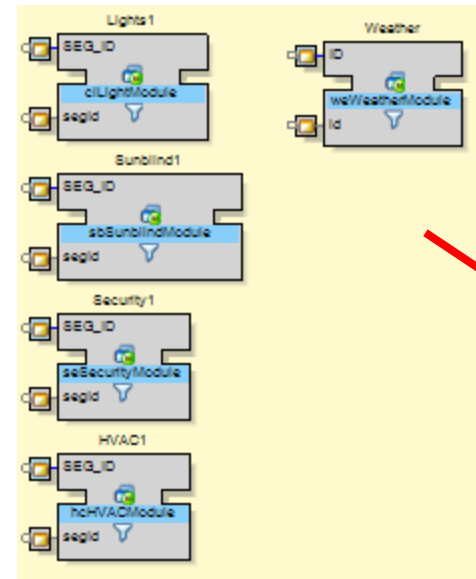 Lights1
SEG_ID
clLightModule
segId
Weather
ID
weWeatherModule
Id
Sunblind1
SEG_ID
sbSunblindModule
segId
Security1
SEG_ID
seSecurityModule
segId
HVAC1
SEG_ID
hcHVACModule
segId